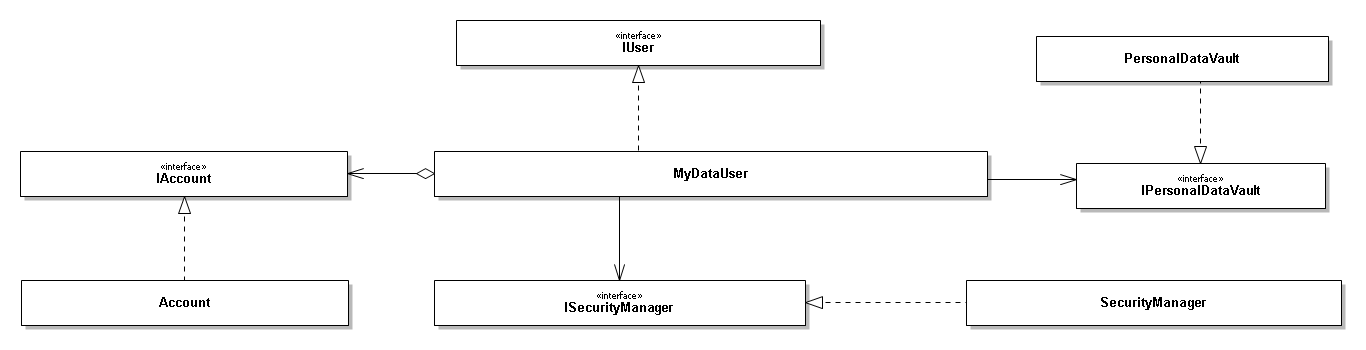 «interface»
IUser
PersonalDataVault
«interface»
IAccount
MyDataUser
«interface»
IPersonalDataVault
Account
«interface»
ISecurityManager
SecurityManager